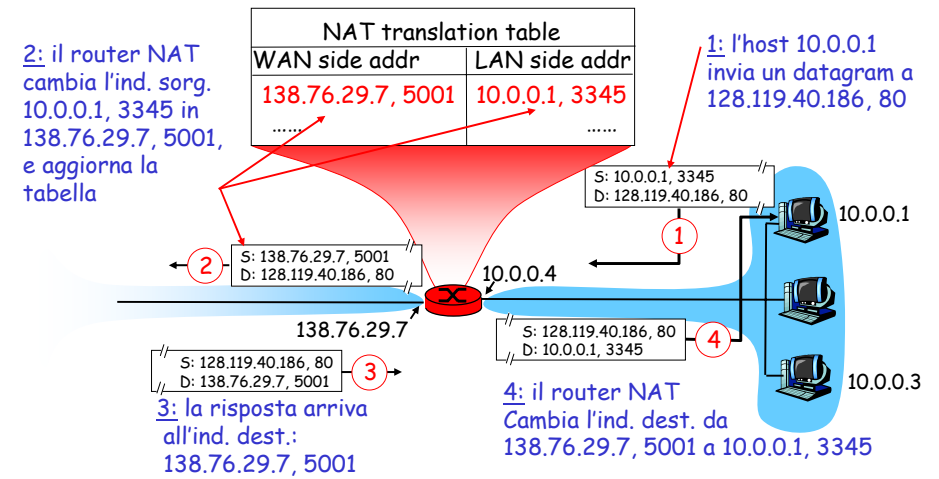 NAT translation table
WAN side addr LAN side addr
138.76.29.7, 5001 10.0.0.1, 3345
...... ......
2: il router NAT
cambia l'ind. sorg.
10.0.0.1, 3345 in
138.76.29.7, 5001,
e aggiorna la
tabella
1: l'host 10.0.0.1
invia un datagram a
128.119.40.186, 80
S: 10.0.0.1, 3345
D: 128.119.40.186, 80
1
10.0.0.1
S: 138.76.29.7, 5001
D: 128.119.40.186, 80
2
10.0.0.4
138.76.29.7
S: 128.119.40.186, 80
D: 10.0.0.1, 3345
4
S: 128.119.40.186, 80
D: 138.76.29.7, 5001
3
10.0.0.3
3: la risposta arriva
all'ind. dest.:
138.76.29.7, 5001
4: il router NAT
Cambia l'ind. dest. da
138.76.29.7, 5001 a 10.0.0.1, 3345